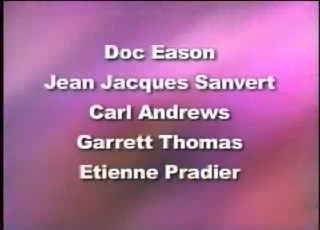 Doc Eason
Jean Jacques Sanvert
Carl Andrews
Garrett Thomas
Etienne Pradier